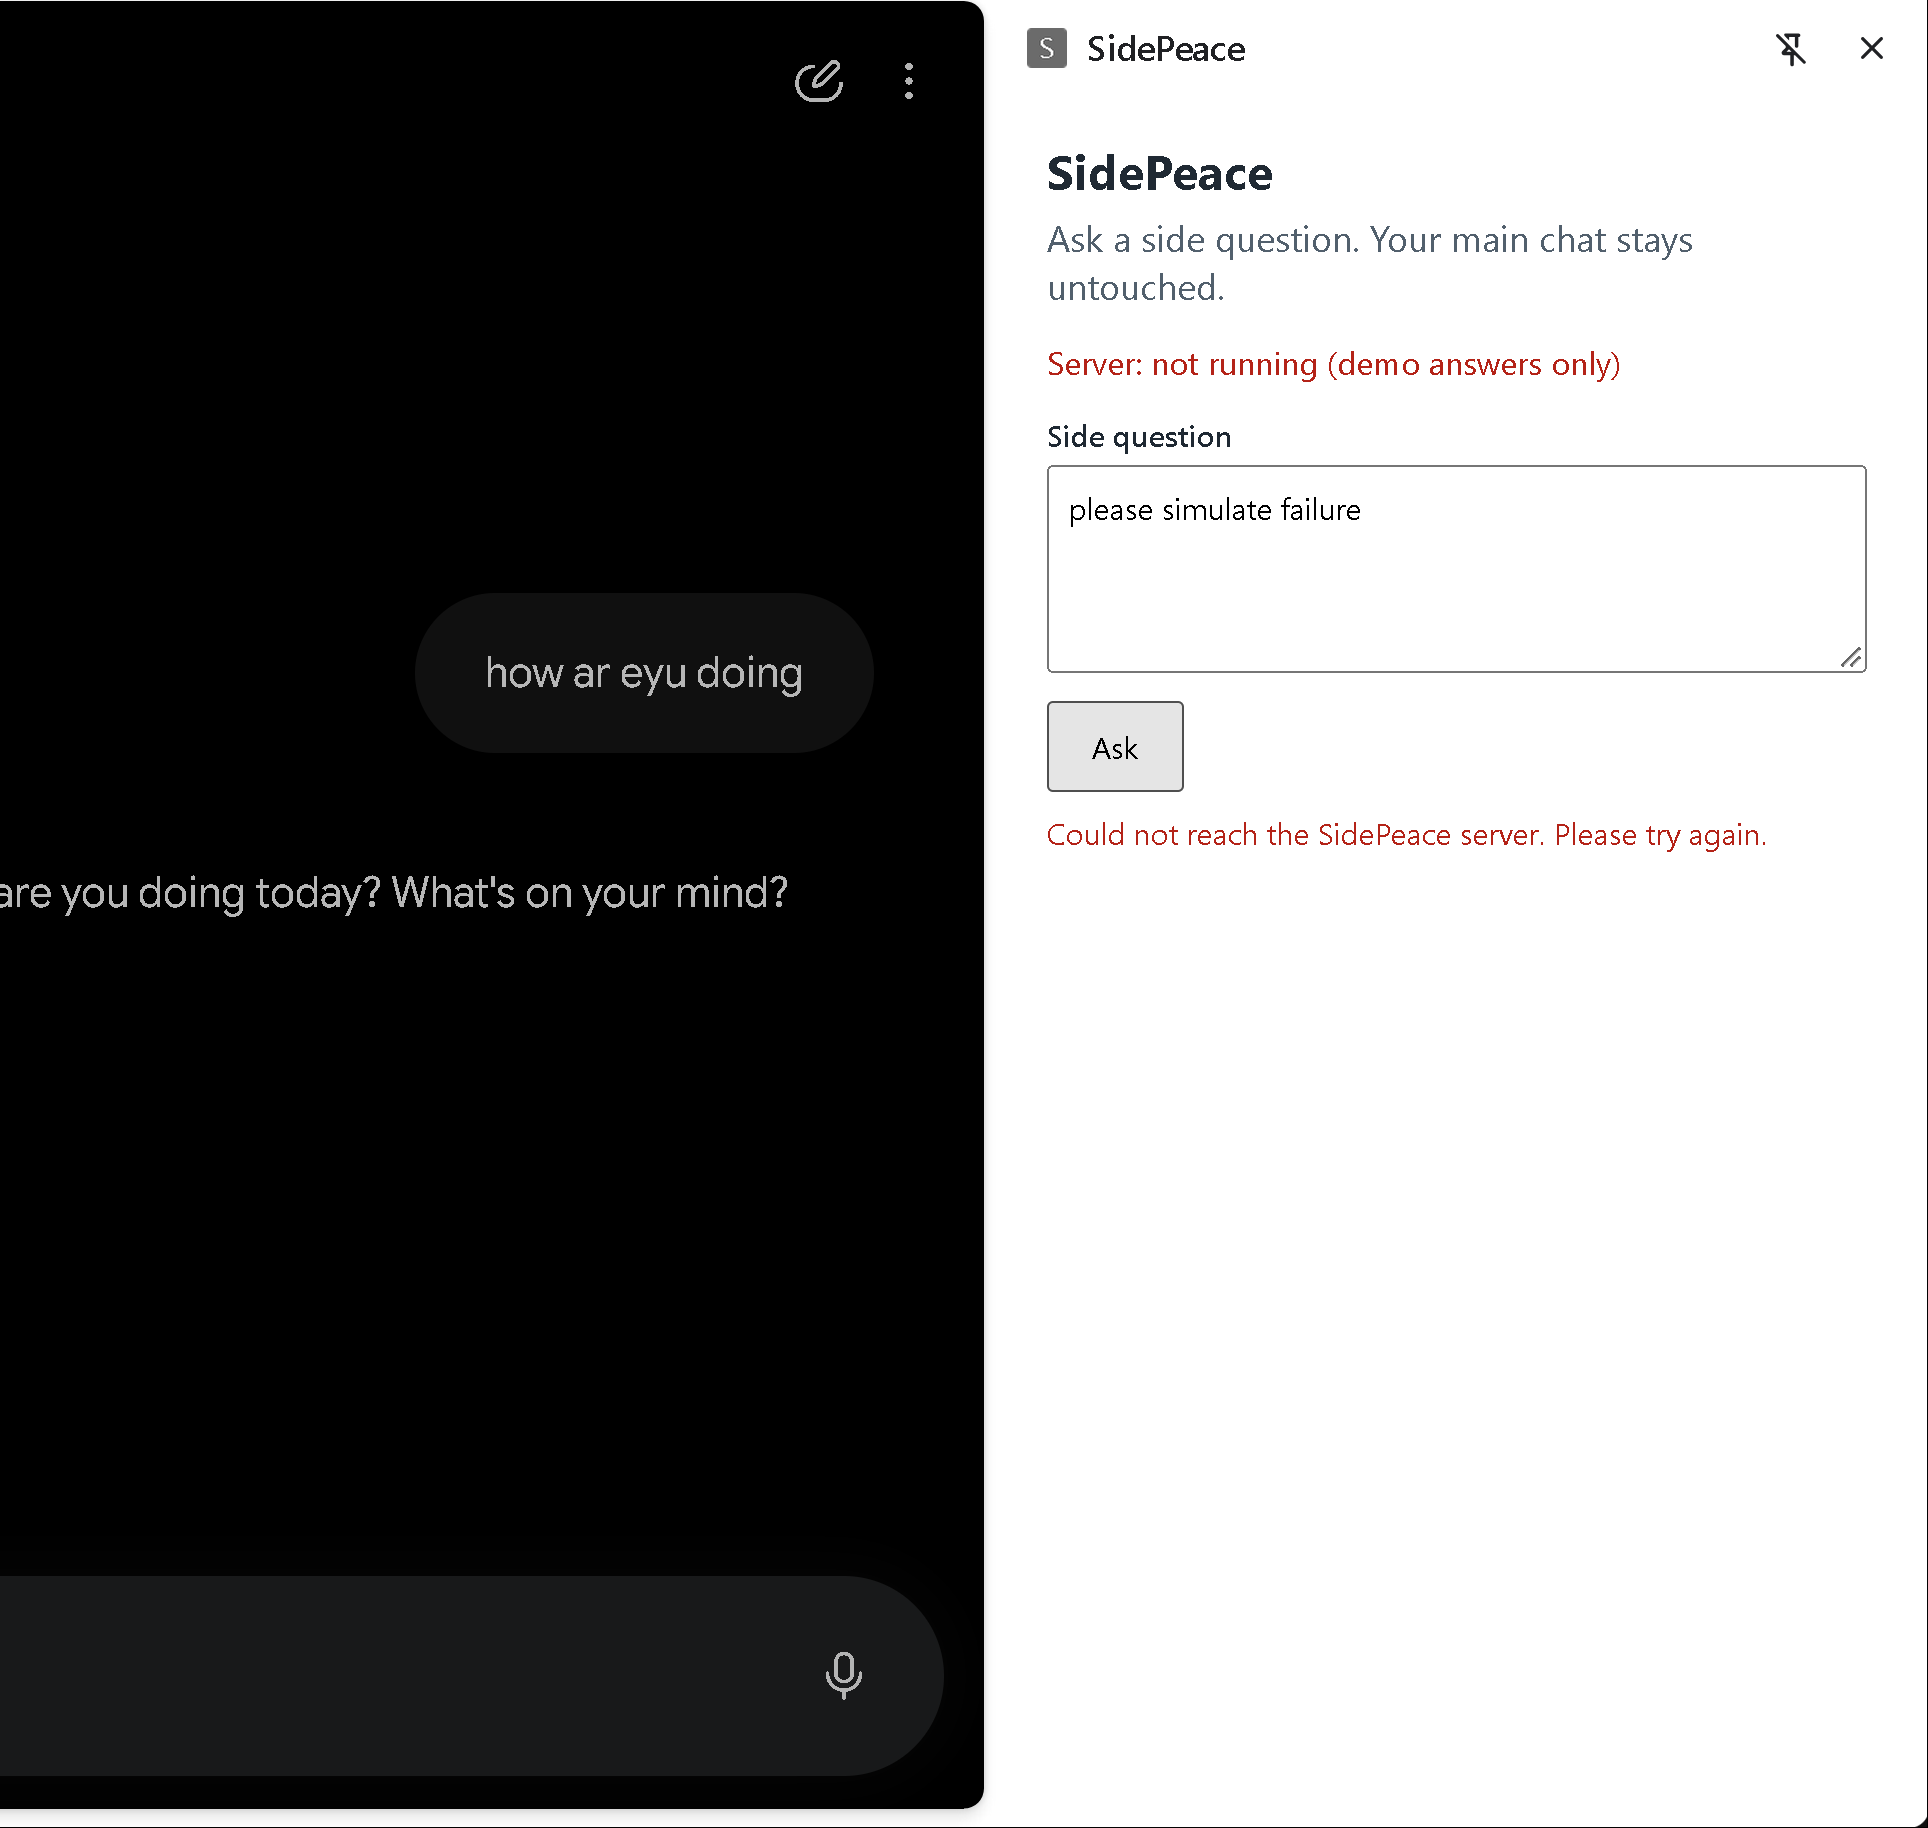 how ar eyu doing
are you doing today? What's on your mind?
S SidePeace
SidePeace
Ask a side question. Your main chat stays
untouched.
Server: not running (demo answers only)
Side question
please simulate failure
Ask
Could not reach the SidePeace server. Please try again.